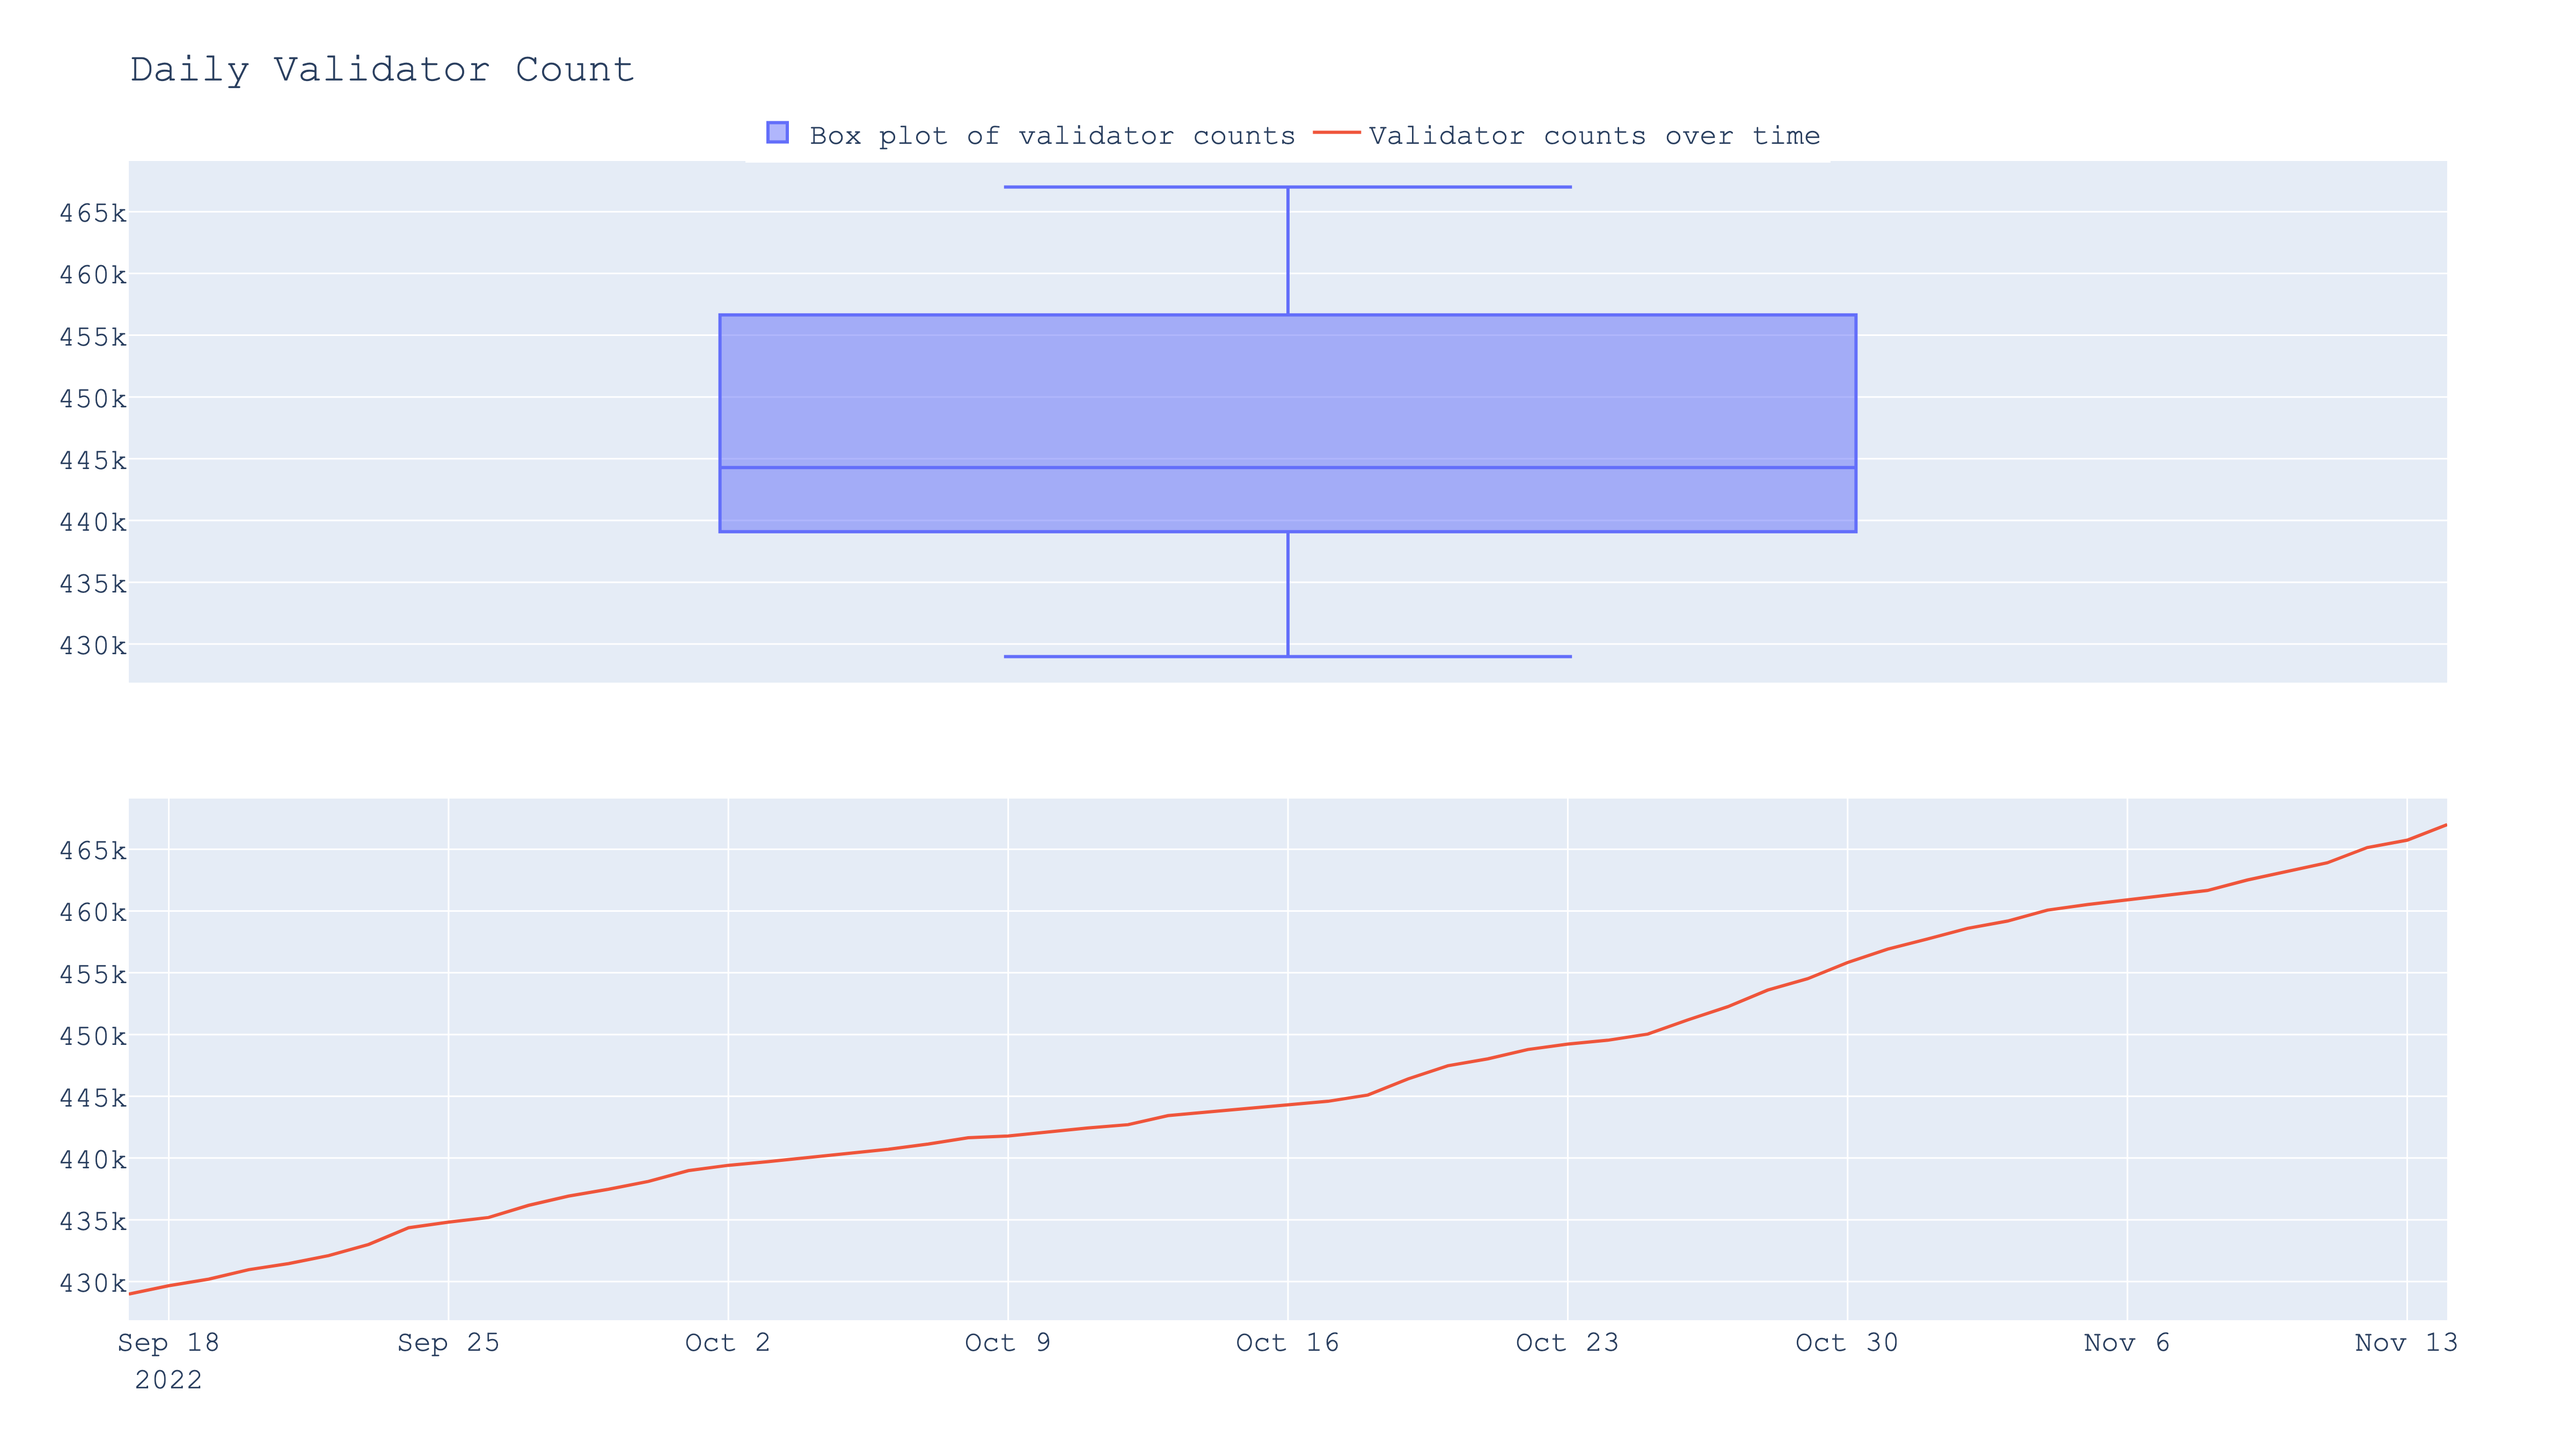 Daily Validator Count
Box plot of validator counts Validator counts over time
465k
460k
455k
450k
445k
440k
435k
430k
465k
460k
455k
450k
445k
440k
435k
430k
Sep 18 Sep 25 Oct 2 Oct 9 Oct 16 Oct 23 Oct 30 Nov 6 Nov 13
2022